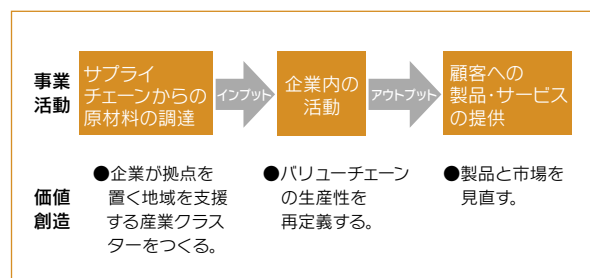 事業
活動
サプライ
チェーンからの
原材料の調達
インプット
企業内の
活動
アウトプット
顧客への
製品・サービス
の提供
価値
創造
●企業が拠点を
置く地域を支援
する産業クラス
ターをつくる。
●バリューチェーン
の生産性を
再定義する。
●製品と市場を
見直す。